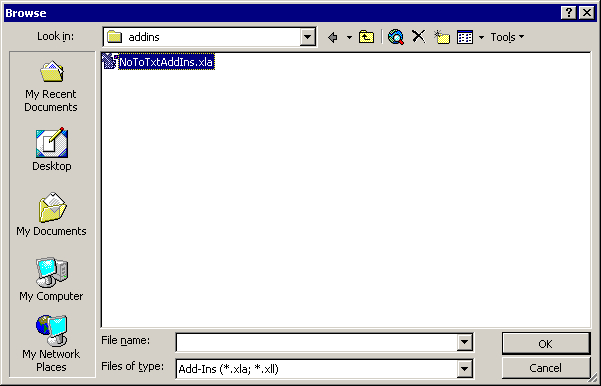 Browse
Look in: addins Tools
NoToTxtAddIns.xla
My Recent
Documents
Desktop
My Documents
My Computer
My Network
Places
File name: OK
Files of type: Add-Ins (*.xla; *.xll) Cancel